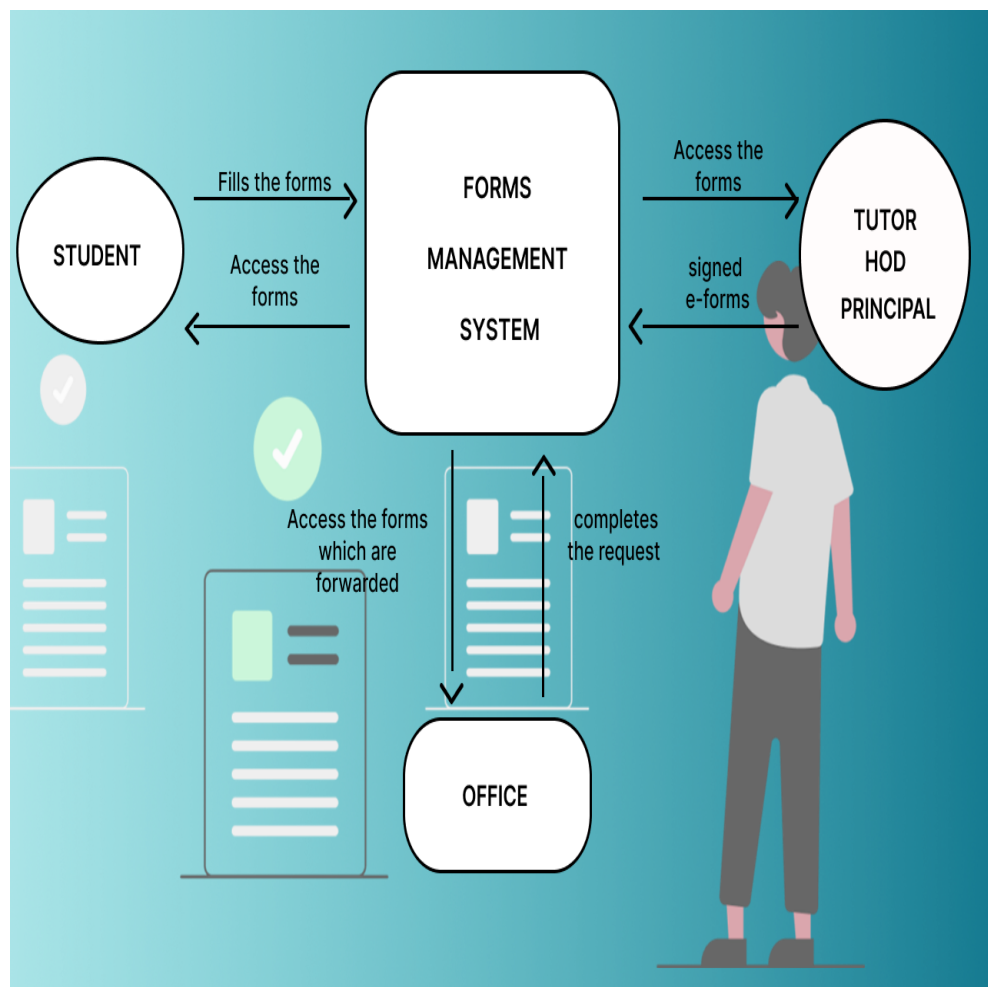 STUDENT
Fills the forms
Access the
forms
FORMS
MANAGEMENT
SYSTEM
Access the
forms
signed
e-forms
TUTOR
HOD
PRINCIPAL
Access the forms
which are
forwarded
completes
the request
OFFICE